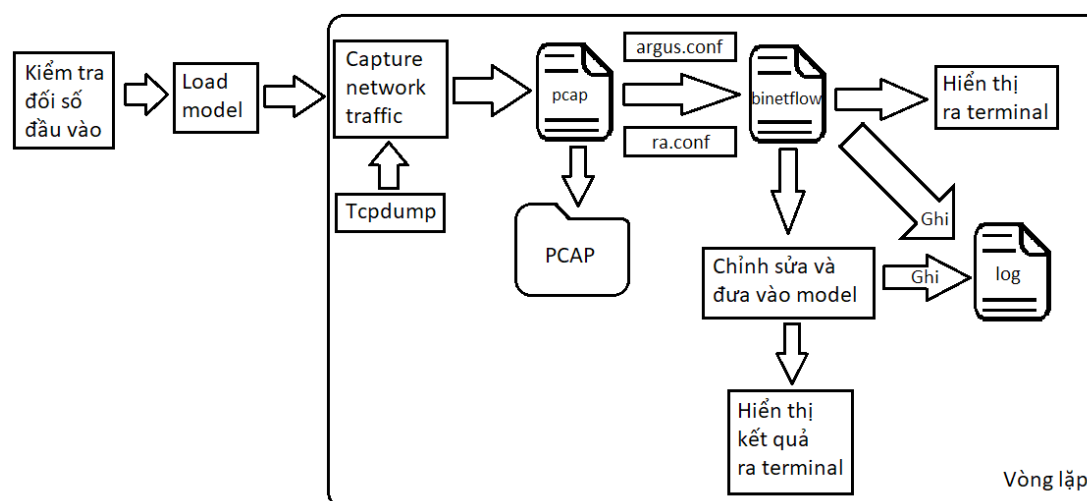 Kiểm tra
đối số
đầu vào
Load
model
Capture
network
traffic
Tcpdump
pcap
PCAP
argus.conf
ra.conf
binetflow
Hiển thị
ra terminal
Ghi
Chỉnh sửa và
đưa vào model
Ghi
log
Hiển thị
kết quả
ra terminal
Vòng lặp